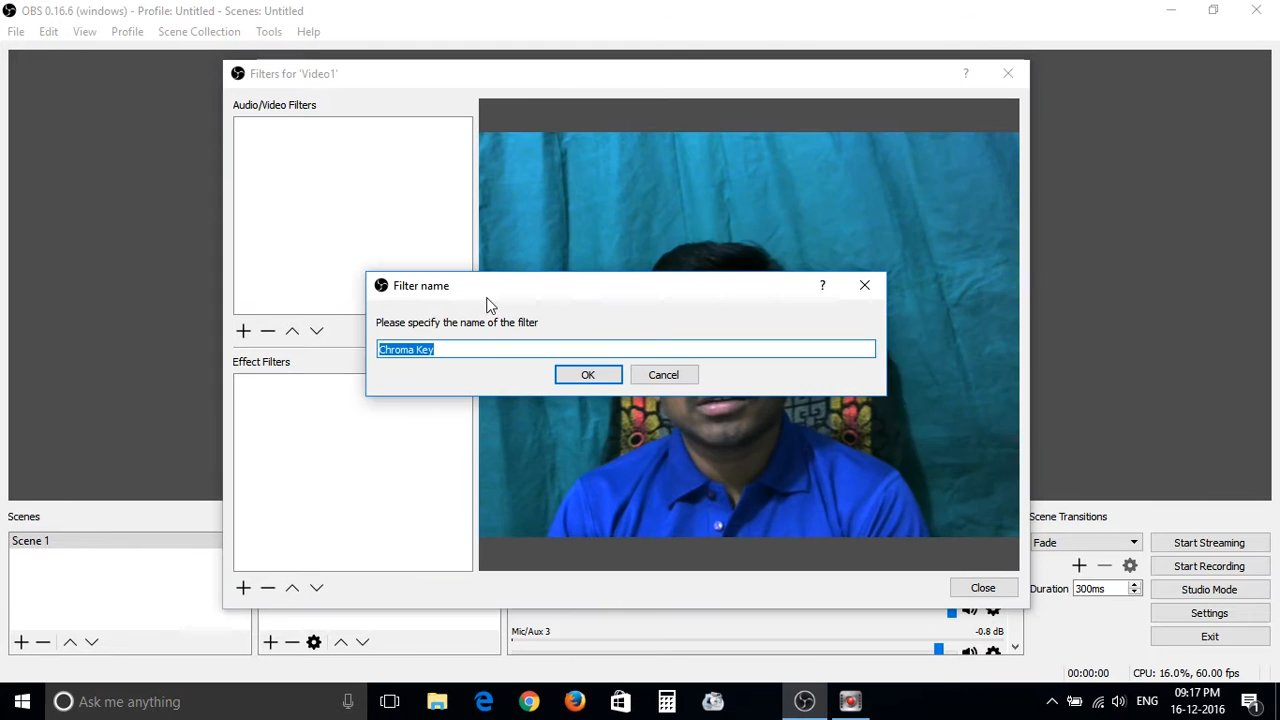 OBS 0.16.6 (windows) - Profile: Untitled - Scenes: Untitled
File Edit View Profile Scene Collection Tools Help
Filters for 'Video1'
?
Audio/Video Filters
Filter name
?
Please specify the name of the filter
Chroma Key
OK Cancel
Effect Filters
Close
Scenes
Scene 1
Mic/Aux 3 -0.8 dB
Scene Transitions
Fade
Duration 300ms
Start Streaming
Start Recording
Studio Mode
Settings
Exit
00:00:00 CPU: 16.0%, 60.00 fps
Ask me anything
ENG
09:17 PM
16-12-2016
1